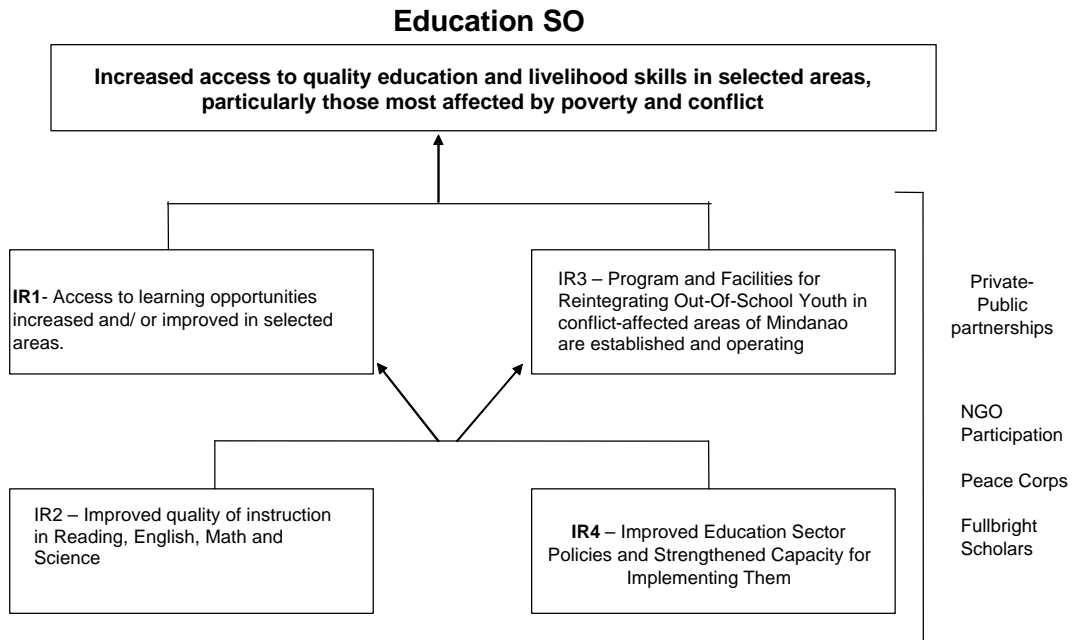 Education SO
Increased access to quality education and livelihood skills in selected areas,
particularly those most affected by poverty and conflict
IR1- Access to learning opportunities
increased and/ or improved in selected
areas.
IR3 – Program and Facilities for
Reintegrating Out-Of-School Youth in
conflict-affected areas of Mindanao
are established and operating
Private-
Public
partnerships
NGO
Participation
Peace Corps
Fullbright
Scholars
IR2 – Improved quality of instruction
in Reading, English, Math and
Science
IR4 – Improved Education Sector
Policies and Strengthened Capacity for
Implementing Them